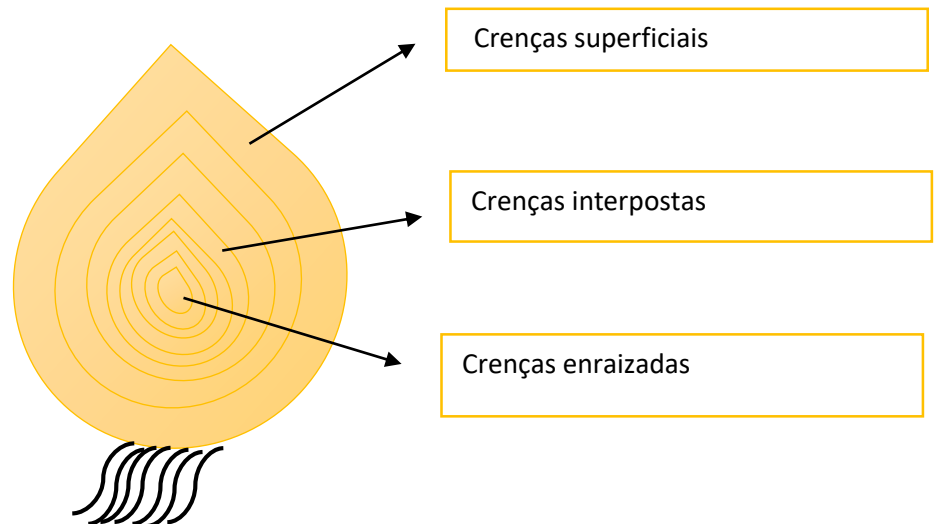 Crenças superficiais
Crenças interpostas
Crenças enraizadas